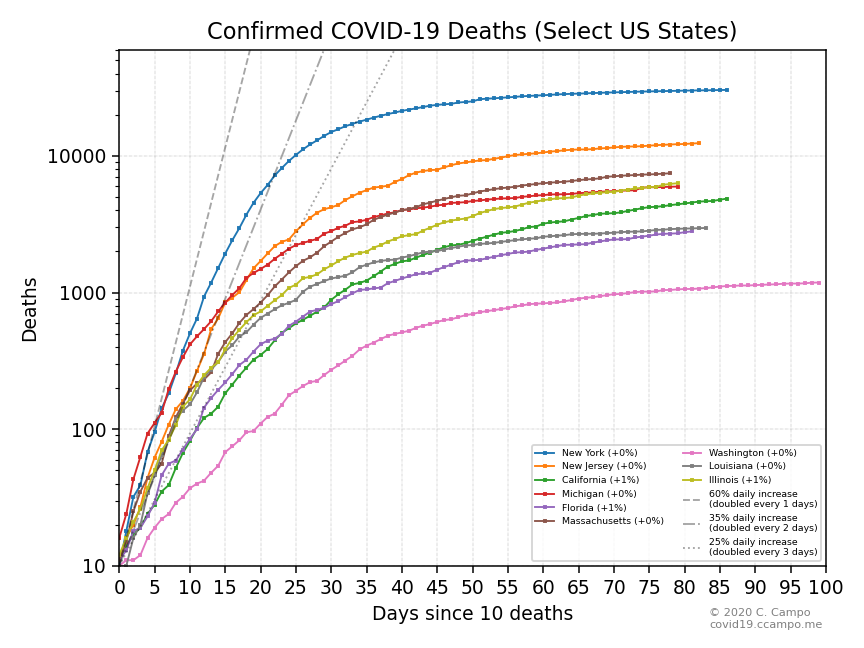 Confirmed COVID-19 Deaths (Select US States)
Deaths
10000
1000
100
10
0 5 10 15 20 25 30 35 40 45 50 55 60 65 70 75 80 85 90 95 100
Days since 10 deaths
New York (+0%)
New Jersey (+0%)
California (+1%)
Michigan (+0%)
Florida (+1%)
Massachusetts (+0%)
Washington (+0%)
Louisiana (+0%)
Illinois (+0%)
60% daily increase
(doubled every 1 days)
35% daily increase
(doubled every 2 days)
25% daily increase
(doubled every 3 days)
© 2020 C. Campo
covid19.ccampo.me